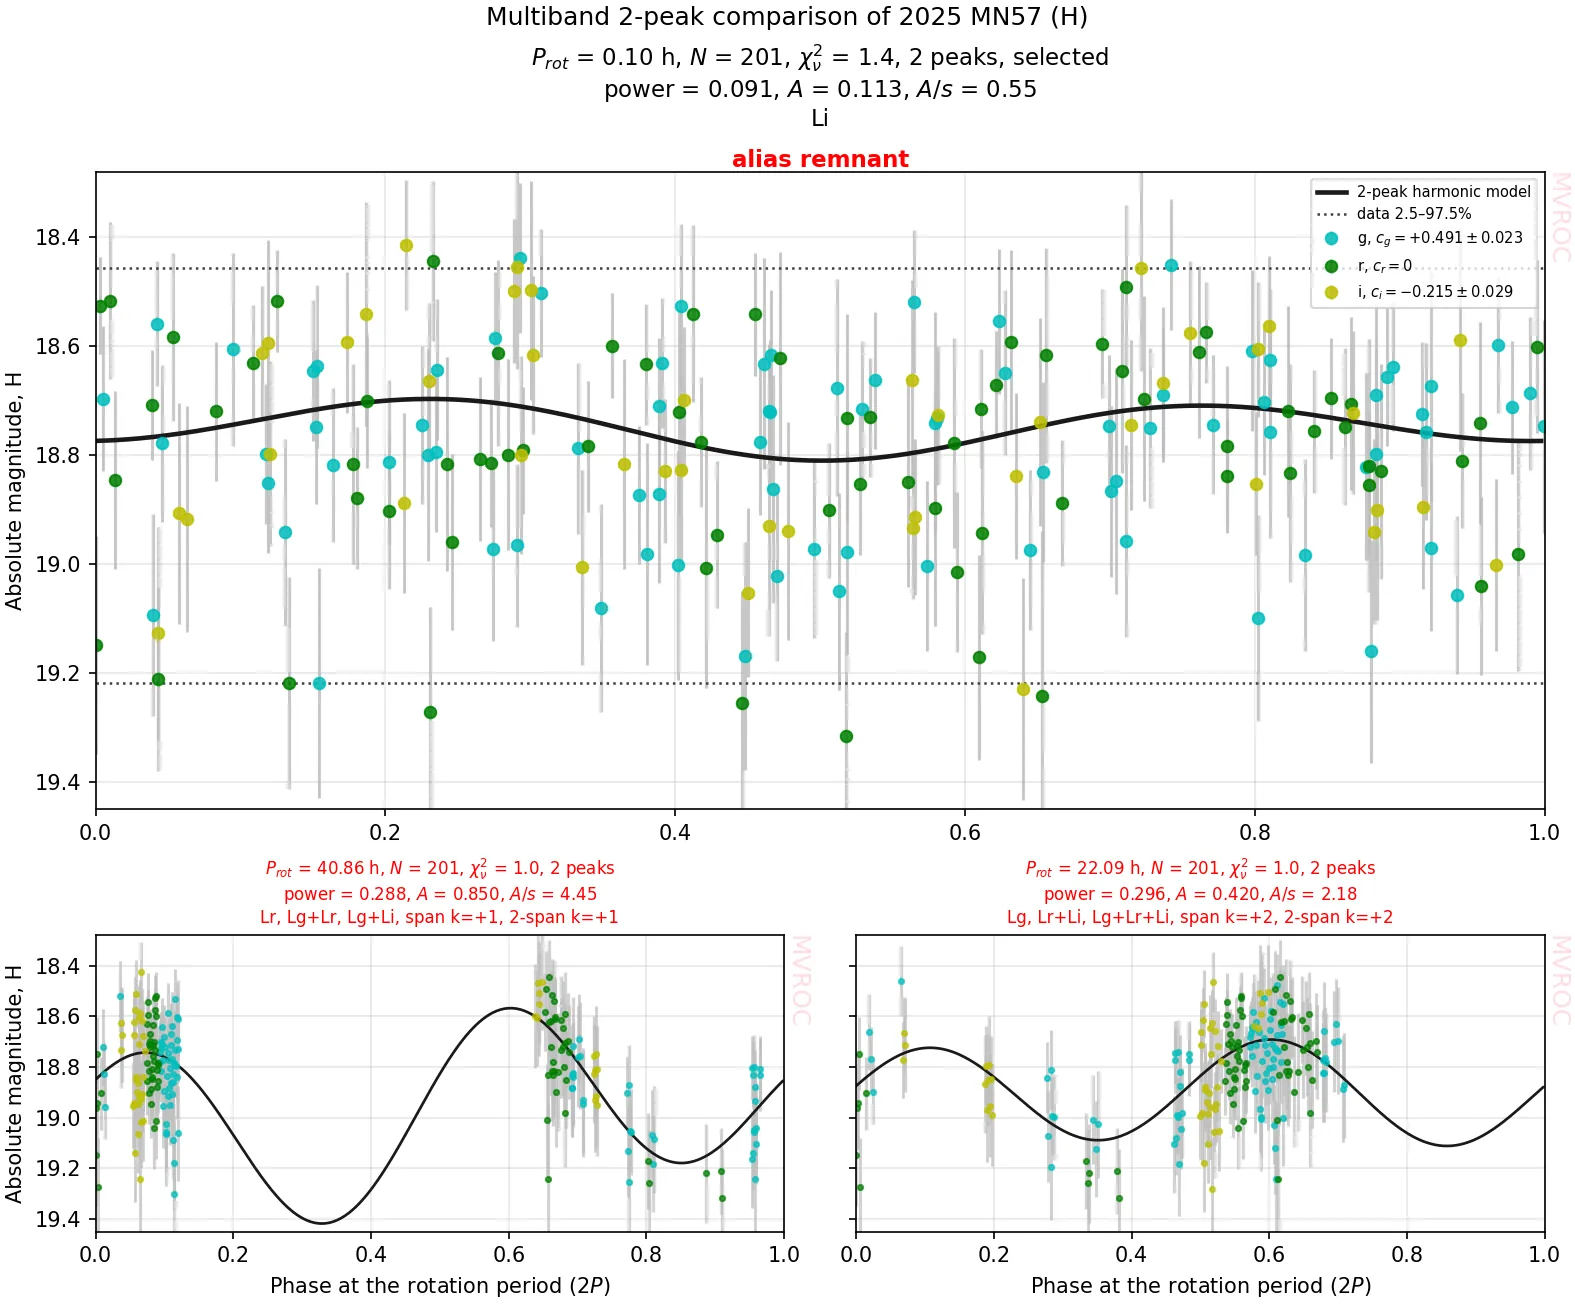 Multiband 2-peak comparison of 2025 MN57 (H)
P_rot = 0.10 h, N = 201, χ²_ν = 1.4, 2 peaks, selected
power = 0.091, A = 0.113, A/s = 0.55
Li
alias remnant
MVROC
2-peak harmonic model
data 2.5–97.5%
g, c_g = +0.491 ± 0.023
r, c_r = 0
i, c_i = −0.215 ± 0.029
Absolute magnitude, H
18.4
18.6
18.8
19.0
19.2
19.4
0.0 0.2 0.4 0.6 0.8 1.0
P_rot = 40.86 h, N = 201, χ²_ν = 1.0, 2 peaks
power = 0.288, A = 0.850, A/s = 4.45
Lr, Lg+Lr, Lg+Li, span k=+1, 2-span k=+1
MVROC
Absolute magnitude, H
18.4
18.6
18.8
19.0
19.2
19.4
0.0 0.2 0.4 0.6 0.8 1.0
Phase at the rotation period (2P)
P_rot = 22.09 h, N = 201, χ²_ν = 1.0, 2 peaks
power = 0.296, A = 0.420, A/s = 2.18
Lg, Lr+Li, Lg+Lr+Li, span k=+2, 2-span k=+2
MVROC
0.0 0.2 0.4 0.6 0.8 1.0
Phase at the rotation period (2P)